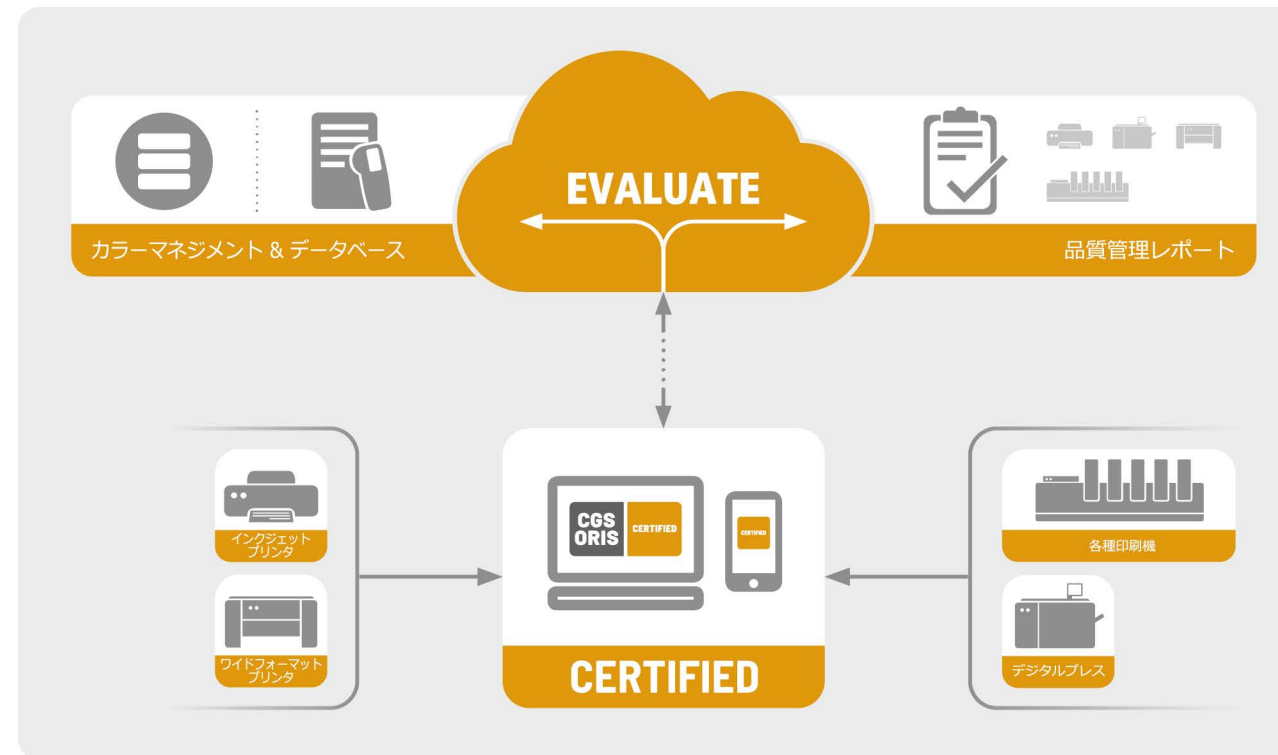 EVALUATE
カラーマネジメント & データベース
品質管理レポート
インクジェット
プリンタ
ワイドフォーマット
プリンタ
CGS
ORIS
CERTIFIED
CERTIFIED
CERTIFIED
各種印刷機
デジタルプレス